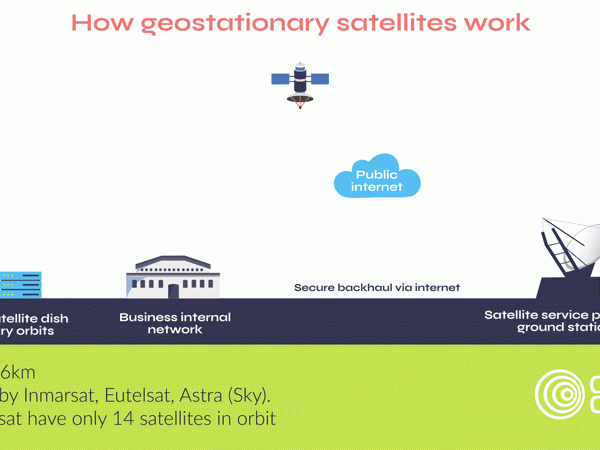 How geostationary satellites work
Public
internet
Secure backhaul via internet
tellite dish
ry orbits
Business internal
network
Satellite service p
ground statio
6km
by Inmarsat, Eutelsat, Astra (Sky).
sat have only 14 satellites in orbit